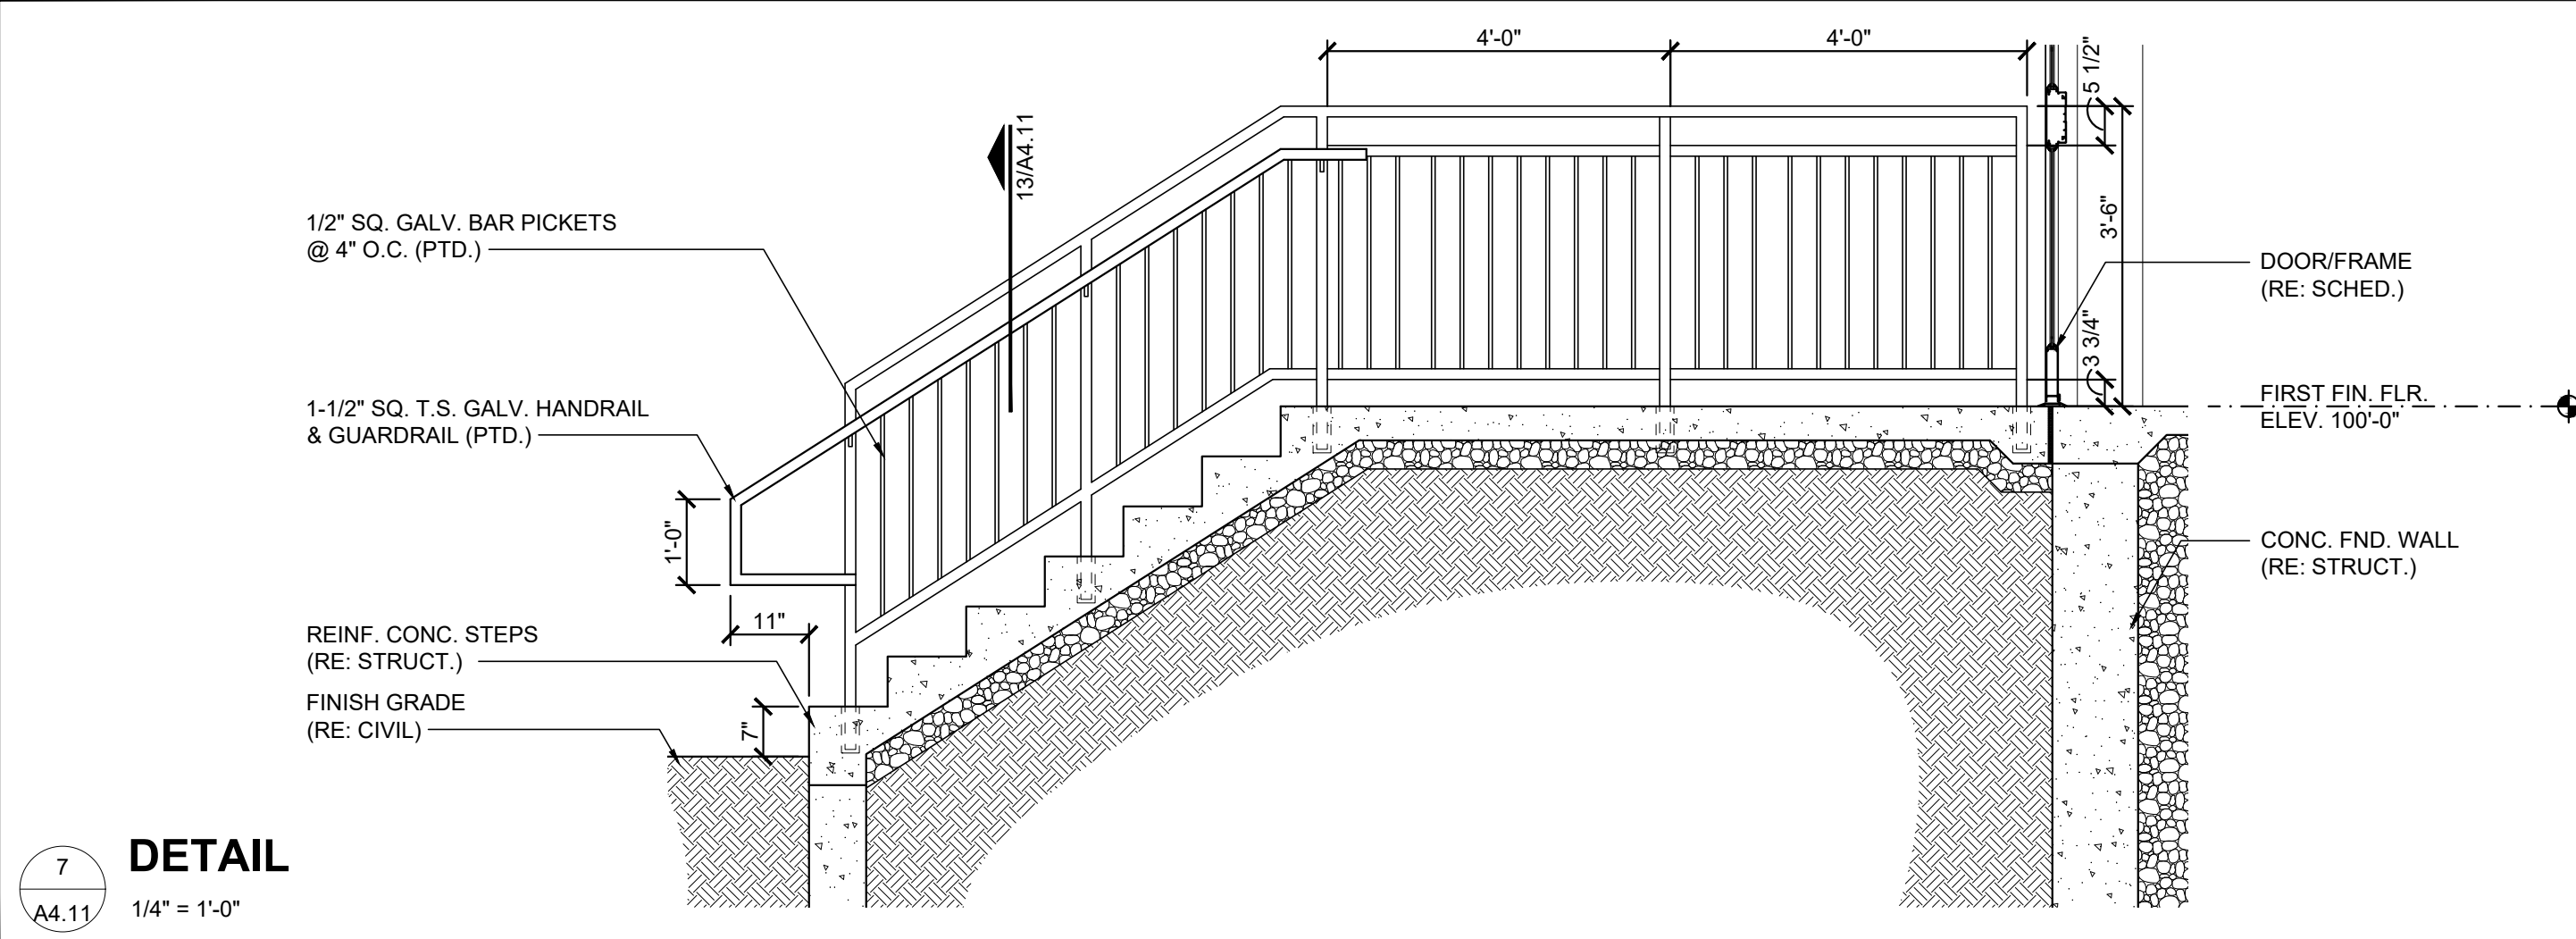 4'-0"
4'-0"
5 1/2"
13/A4.11
3'-6"
1/2" SQ. GALV. BAR PICKETS
@ 4" O.C. (PTD.)
DOOR/FRAME
(RE: SCHED.)
3 3/4"
1-1/2" SQ. T.S. GALV. HANDRAIL
& GUARDRAIL (PTD.)
FIRST FIN. FLR.
ELEV. 100'-0"
1'-0"
CONC. FND. WALL
(RE: STRUCT.)
11"
REINF. CONC. STEPS
(RE: STRUCT.)
FINISH GRADE
(RE: CIVIL)
7"
7
A4.11
DETAIL
1/4" = 1'-0"